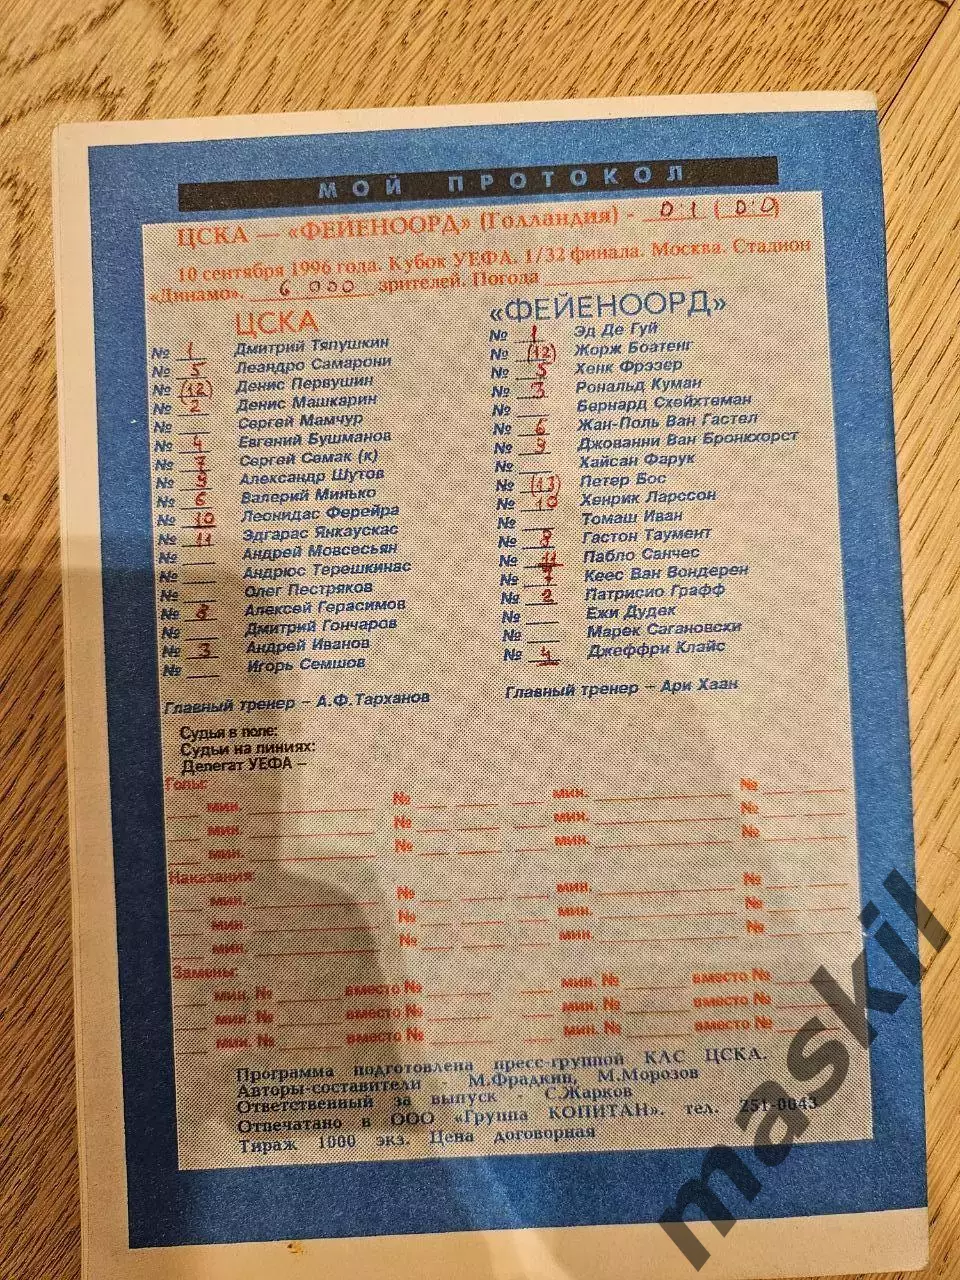 МОЙ ПРОТОКОЛ
ЦСКА — «ФЕЙЕНООРД» (Голландия) - 0:1 (0:0)
10 сентября 1996 года. Кубок УЕФА. 1/32 финала. Москва. Стадион
«Динамо». 6 000 зрителей. Погода
ЦСКА
№ 1 Дмитрий Тяпушкин
№ 5 Леандро Самарони
№ (12) Денис Первушин
№ 2 Денис Машкарин
№ Сергей Мамчур
№ 4 Евгений Бушманов
№ 7 Сергей Семак (к)
№ 9 Александр Шутов
№ 6 Валерий Минько
№ 10 Леонидас Ферейра
№ 11 Эдгарас Янкаускас
№ Андрей Мовсесьян
№ Андрюс Терешкинас
№ Олег Пестряков
№ 8 Алексей Герасимов
№ Дмитрий Гончаров
№ 3 Андрей Иванов
№ Игорь Семшов
Главный тренер – А.Ф.Тарханов
«ФЕЙЕНООРД»
№ 1 Эд Де Гуй
№ (12) Жорж Боатенг
№ 5 Хенк Фрэзер
№ 3 Рональд Куман
№ Бернард Схейхтеман
№ 6 Жан-Поль Ван Гастел
№ 9 Джованни Ван Бронкхорст
№ Хайсан Фарук
№ (13) Петер Бос
№ 10 Хенрик Ларссон
№ Томаш Иван
№ 8 Гастон Таумент
№ 11 Пабло Санчес
№ 7 Кеес Ван Вондерен
№ 2 Патрисио Графф
№ Ежи Дудек
№ Марек Сагановски
№ 4 Джеффри Клайс
Главный тренер – Ари Хаан
Судья в поле:
Судьи на линиях:
Делегат УЕФА –
Голы:
мин. № мин. №
мин. № мин. №
мин. № мин. №
Наказания:
мин. № мин. №
мин. № мин. №
мин. № мин. №
Замены:
мин. № вместо № мин. № вместо №
мин. № вместо № мин. № вместо №
мин. № вместо № мин. № вместо №
Программа подготовлена пресс-группой КЛС ЦСКА.
Авторы-составители - М.Фрадкин, М.Морозов
Ответственный за выпуск - С.Жарков
Отпечатано в ООО «Группа КОПИТАН». тел. 251-0043
Тираж 1000 экз. Цена договорная
maskil